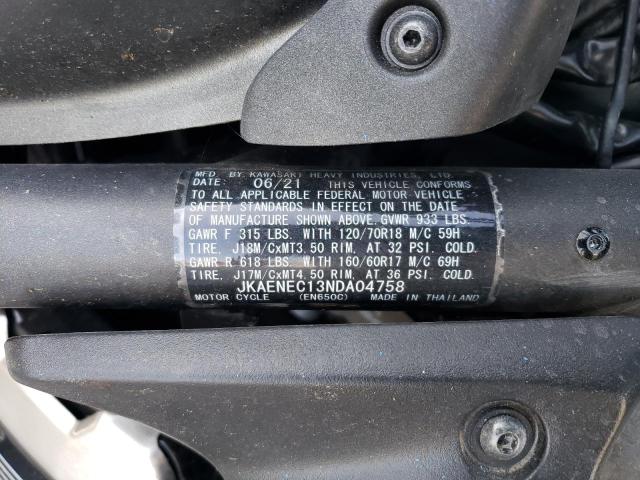 MFD. BY. KAWASAKI HEAVY INDUSTRIES, LTD.
DATE: 06/21 THIS VEHICLE CONFORMS
TO ALL APPLICABLE FEDERAL MOTOR VEHICLE
SAFETY STANDARDS IN EFFECT ON THE DATE
OF MANUFACTURE SHOWN ABOVE. GVWR 933 LBS.
GAWR F 315 LBS. WITH 120/70R18 M/C 59H
TIRE, J18M/CxMT3.50 RIM, AT 32 PSI. COLD.
GAWR R 618 LBS. WITH 160/60R17 M/C 69H
TIRE, J17M/CxMT4.50 RIM, AT 36 PSI. COLD.
JKAENEC13NDA04758
MOTOR CYCLE (EN650C) MADE IN THAILAND